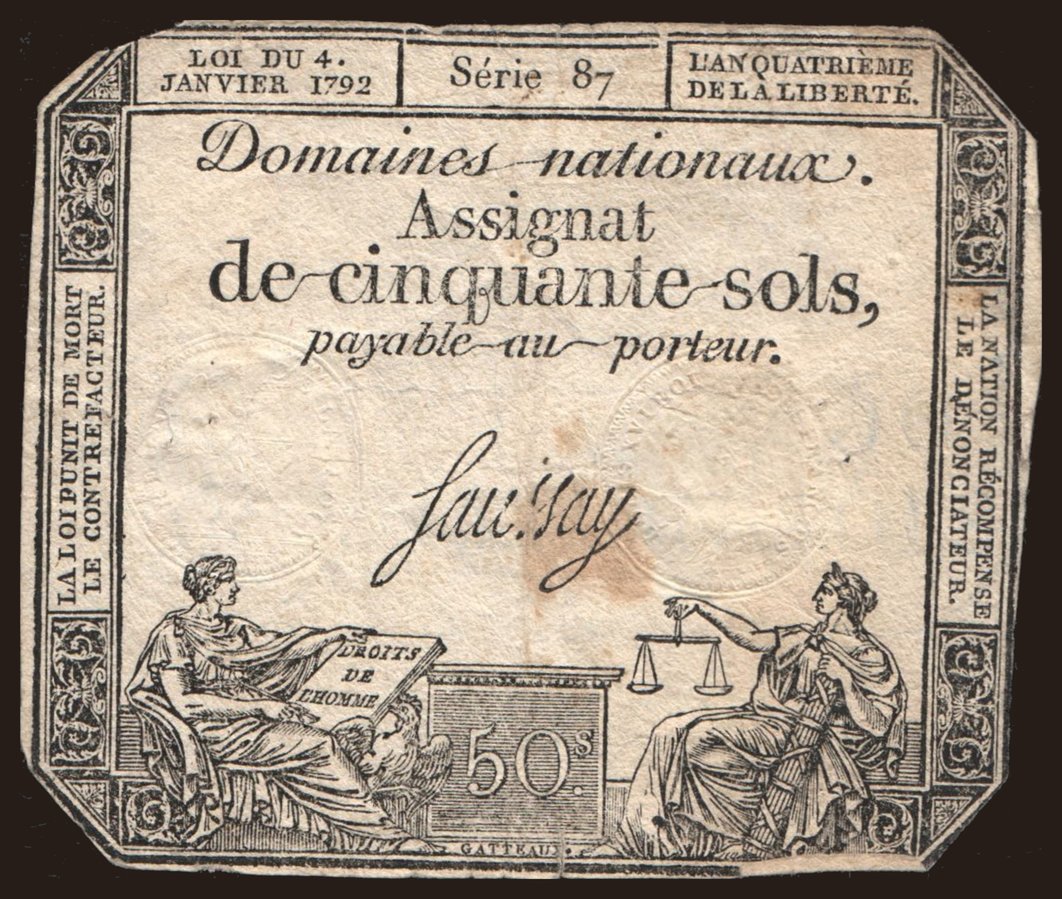 LOI DU 4.
JANVIER 1792
Série 87
L'AN QUATRIÈME
DE LA LIBERTÉ.
Domaines nationaux.
Assignat
de cinquante sols,
payable au porteur.
LA LOI PUNIT DE MORT
LE CONTREFACTEUR.
LA NATION RÉCOMPENSE
LE DÉNONCIATEUR.
Saussay
DROITS
DE
L'HOMME
50.s
GATTEAUX.